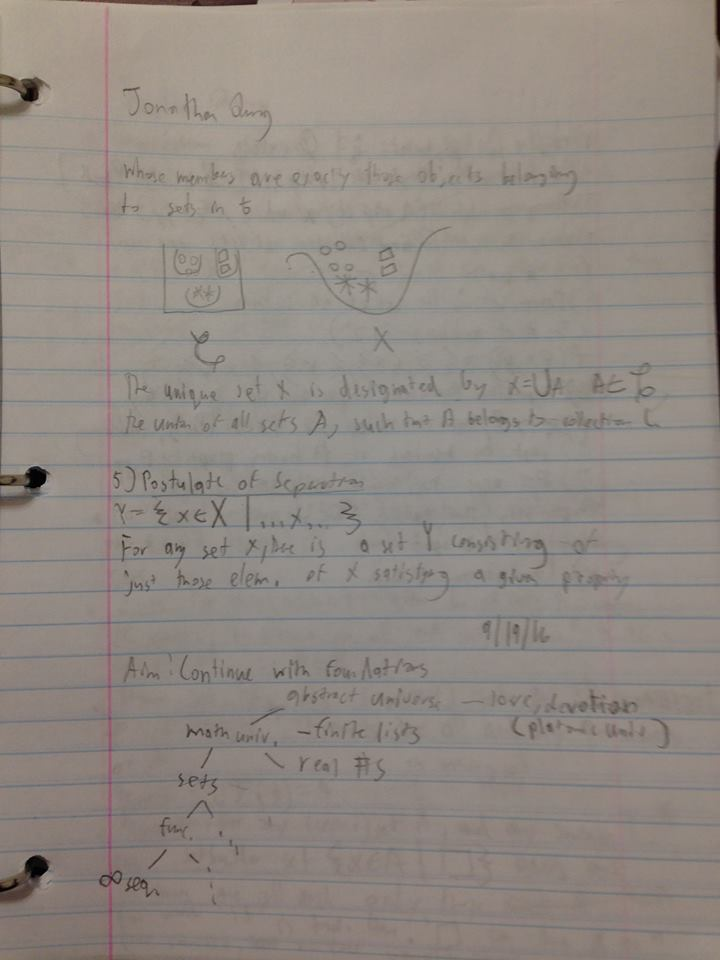 Jonathan
whose members are exactly those objects belonging
to sets in C
C X
The unique set X is designated by X=UA A∈C
the union of all sets A, such that A belongs to collection C
5) Postulate of Separation
Y = { x∈X | ...x... }
For any set X, there is a set Y consisting of
just those elem. of X satisfying a given property
9/19/16
Aim: Continue with foundations
abstract universe — love, devotion
math univ. - finite lists (platonic univ)
sets real #s
func.
∞ seq.